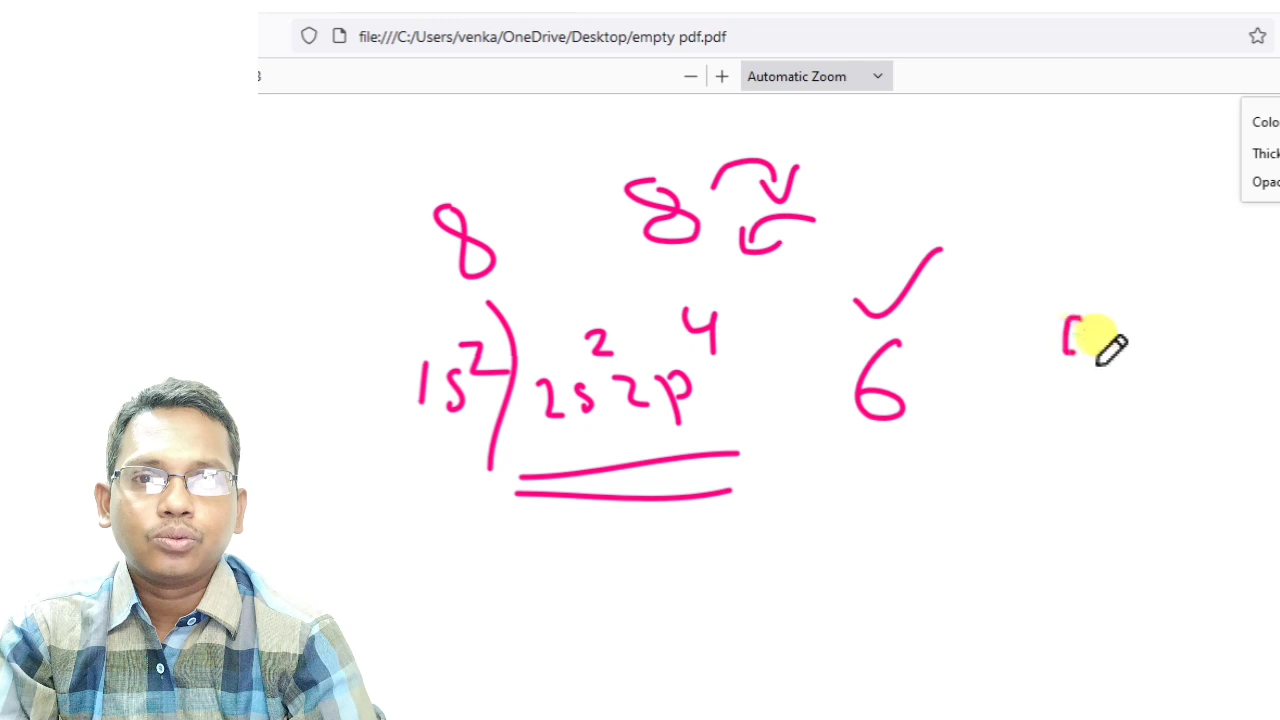 file:///C:/Users/venka/OneDrive/Desktop/empty pdf.pdf
Automatic Zoom
Colo
Thick
Opac
8
8
1s² 2s² 2p⁴
6